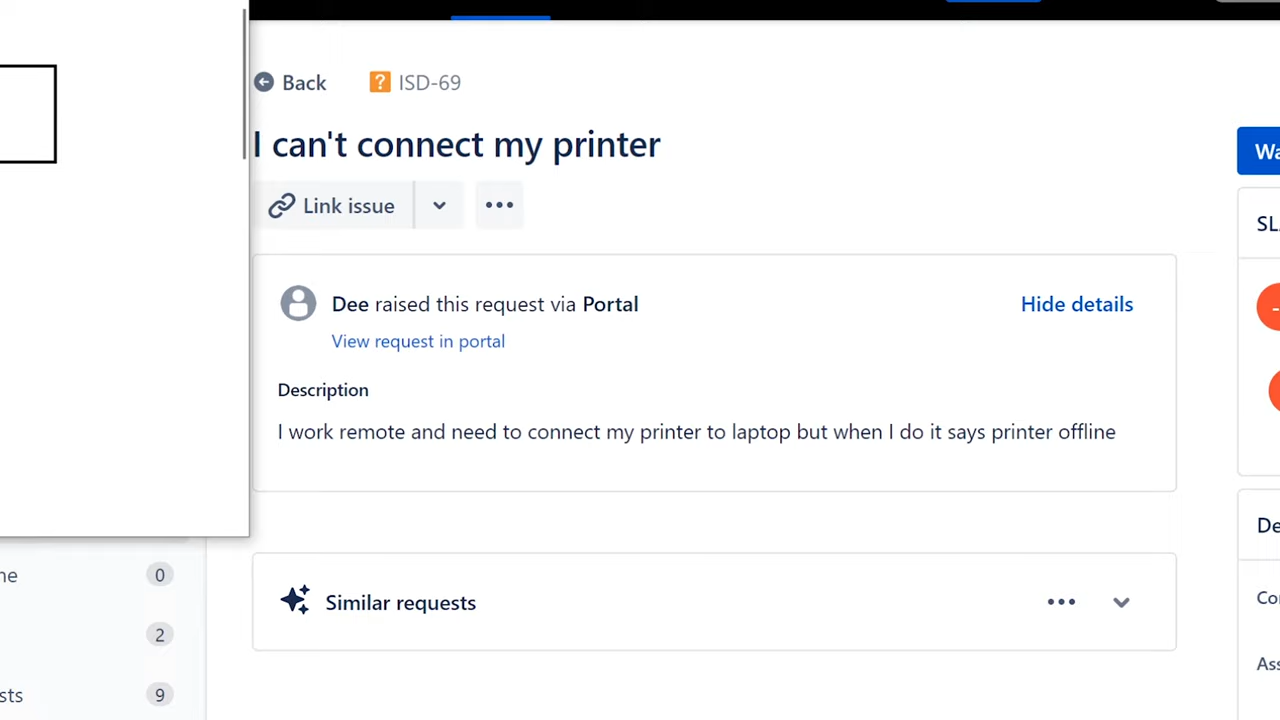 Back
ISD-69
I can't connect my printer
Link issue
Dee raised this request via Portal
Hide details
View request in portal
Description
I work remote and need to connect my printer to laptop but when I do it says printer offline
Similar requests
0
2
9